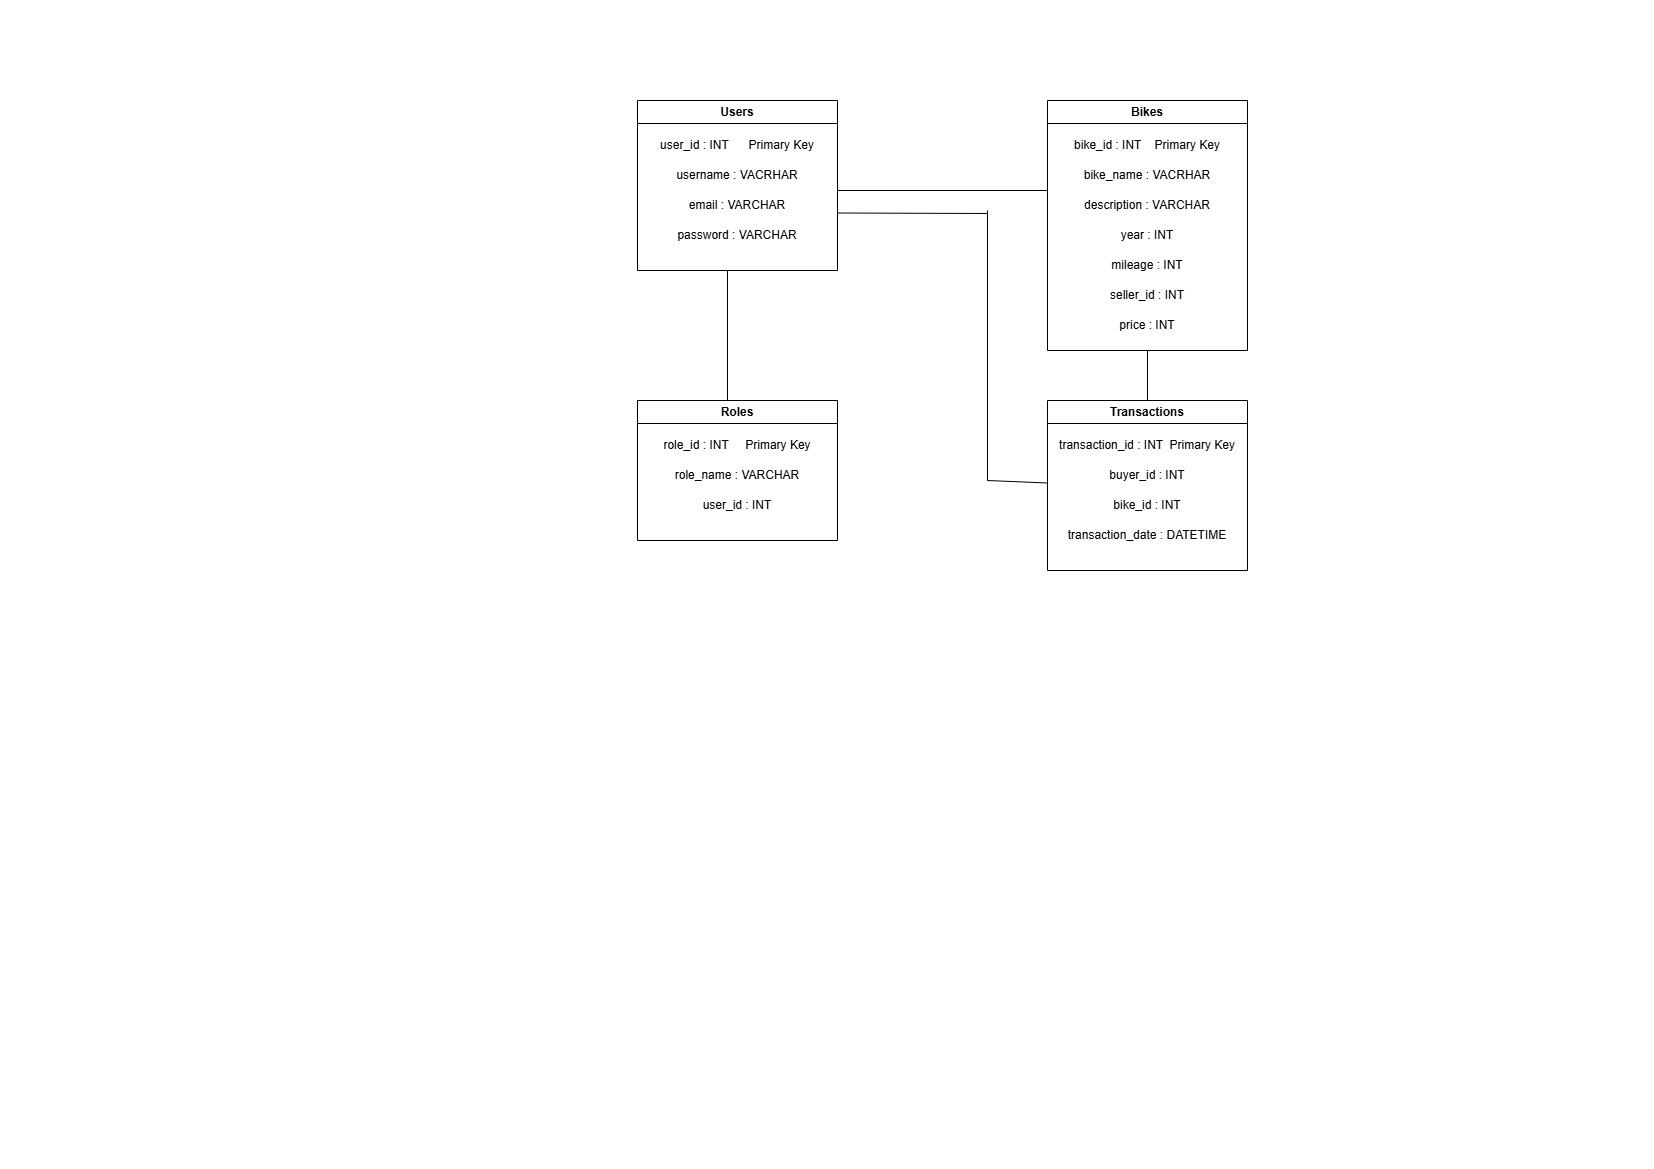 Users
user_id : INT Primary Key
username : VACRHAR
email : VARCHAR
password : VARCHAR
Bikes
bike_id : INT Primary Key
bike_name : VACRHAR
description : VARCHAR
year : INT
mileage : INT
seller_id : INT
price : INT
Roles
role_id : INT Primary Key
role_name : VARCHAR
user_id : INT
Transactions
transaction_id : INT Primary Key
buyer_id : INT
bike_id : INT
transaction_date : DATETIME